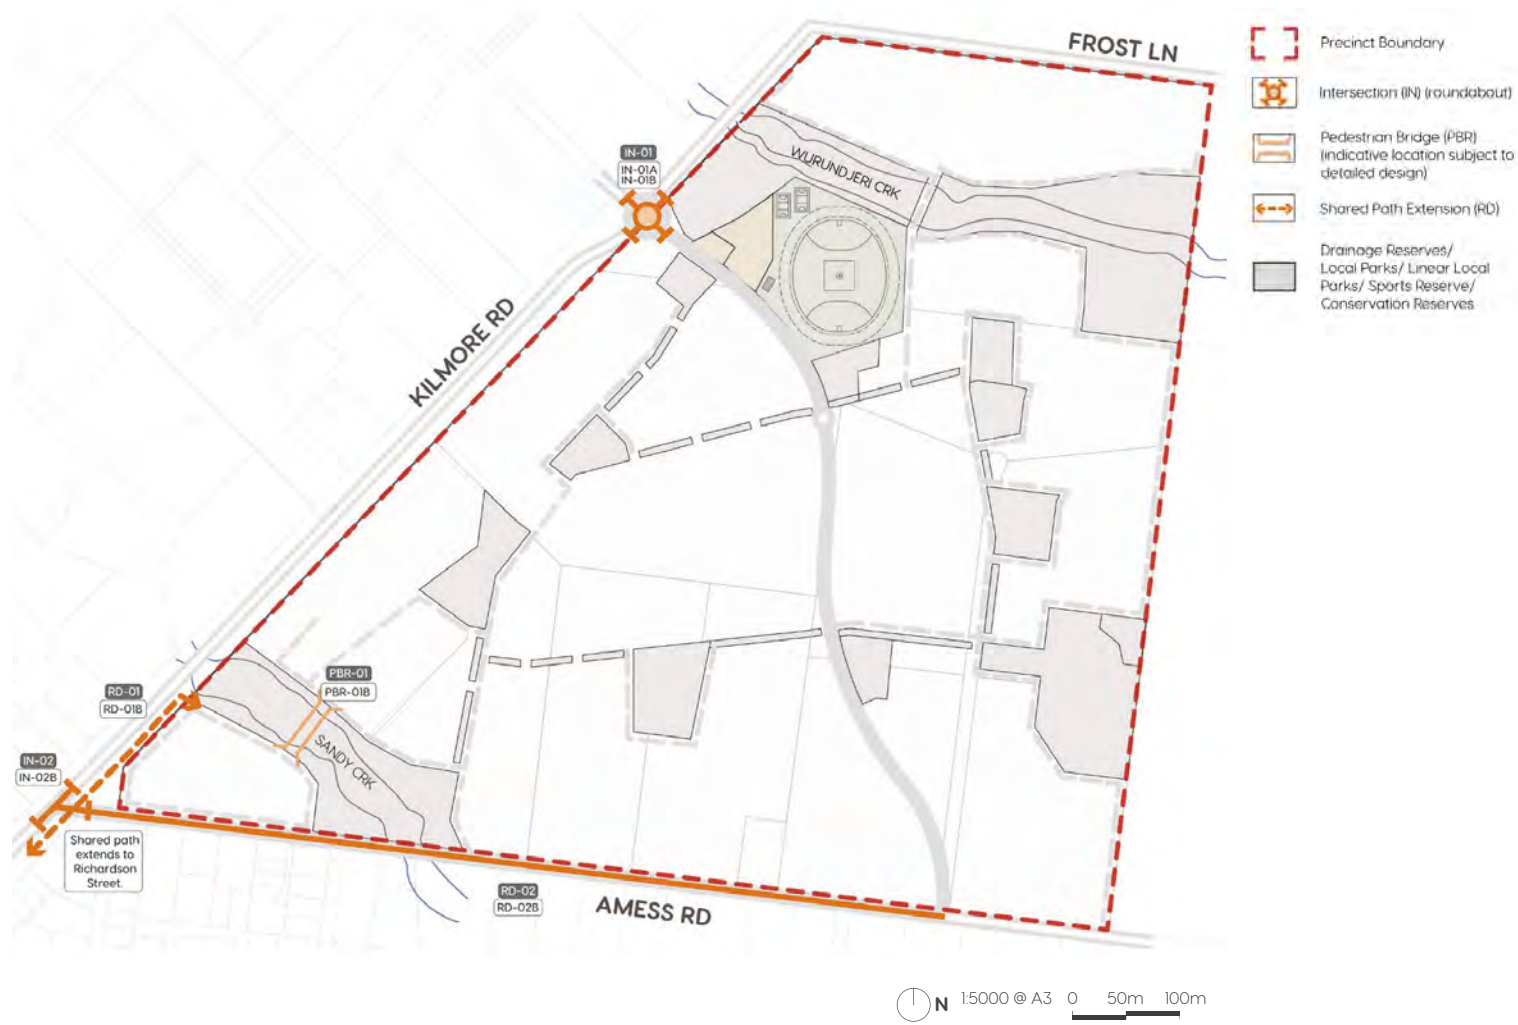 FROST LN
Precinct Boundary
Intersection (IN) (roundabout)
Pedestrian Bridge (PBR)
(indicative location subject to
detailed design)
Shared Path Extension (RD)
Drainage Reserves/
Local Parks/ Linear Local
Parks/ Sports Reserve/
Conservation Reserves
IN-01
IN-01A
IN-01B
WURUNDJERI CRK
KILMORE RD
PBR-01
PBR-01B
RD-01
RD-01B
SANDY CRK
IN-02
IN-02B
Shared path
extends to
Richardson
Street.
RD-02
RD-02B
AMESS RD
N 1:5000 @ A3 0 50m 100m